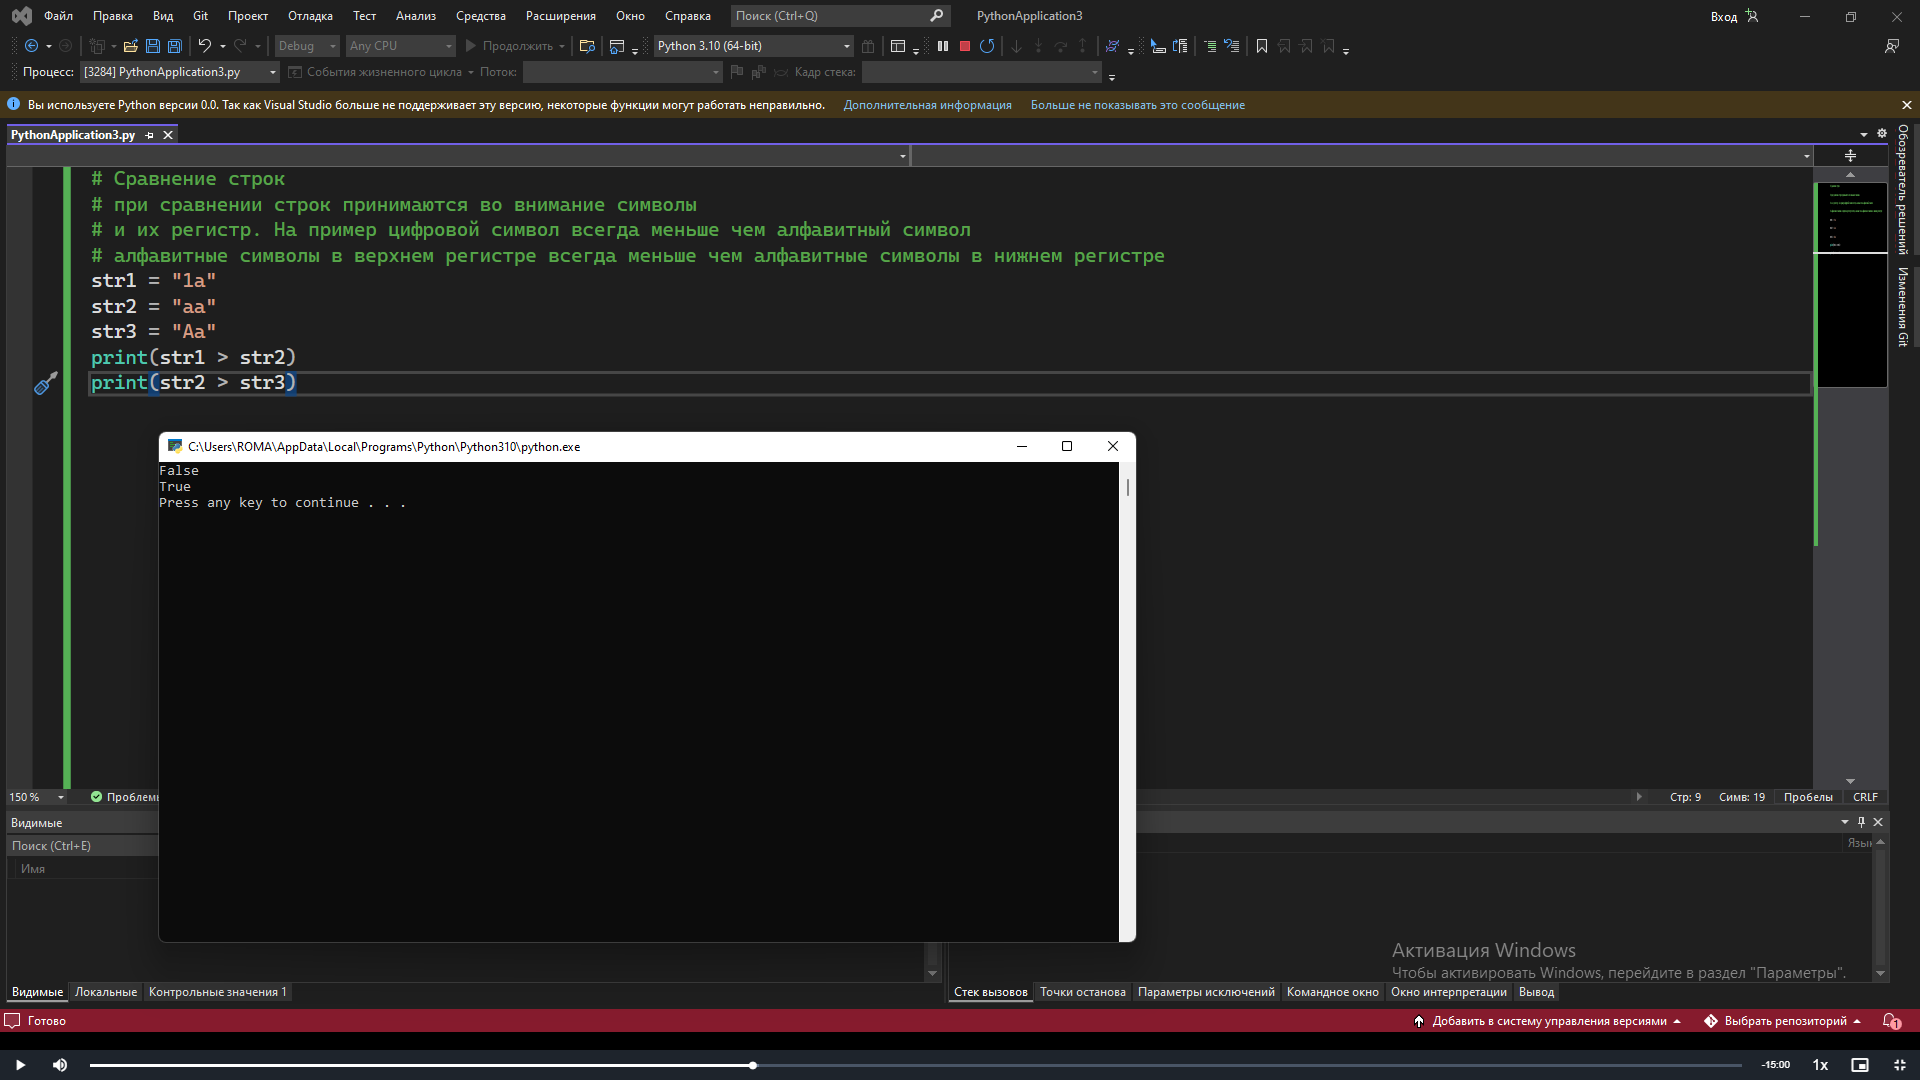 Файл Правка Вид Git Проект Отладка Тест Анализ Средства Расширения Окно Справка Поиск (Ctrl+Q) PythonApplication3 Вход
Debug Any CPU Продолжить Python 3.10 (64-bit)
Процесс: [3284] PythonApplication3.py События жизненного цикла Поток: Кадр стека:
Вы используете Python версии 0.0. Так как Visual Studio больше не поддерживает эту версию, некоторые функции могут работать неправильно. Дополнительная информация Больше не показывать это сообщение
PythonApplication3.py
# Сравнение строк
# при сравнении строк принимаются во внимание символы
# и их регистр. На пример цифровой символ всегда меньше чем алфавитный символ
# алфавитные символы в верхнем регистре всегда меньше чем алфавитные символы в нижнем регистре
str1 = "1a"
str2 = "aa"
str3 = "Aa"
print(str1 > str2)
print(str2 > str3)
Обозреватель решений
Изменения Git
C:\Users\ROMA\AppData\Local\Programs\Python\Python310\python.exe
False
True
Press any key to continue . . .
150 % Проблемы Стр: 9 Симв: 19 Пробелы CRLF
Видимые
Поиск (Ctrl+E)
Имя
Язык
Активация Windows
Чтобы активировать Windows, перейдите в раздел "Параметры".
Видимые Локальные Контрольные значения 1 Стек вызовов Точки останова Параметры исключений Командное окно Окно интерпретации Вывод
Готово Добавить в систему управления версиями Выбрать репозиторий 1
-15:00 1x